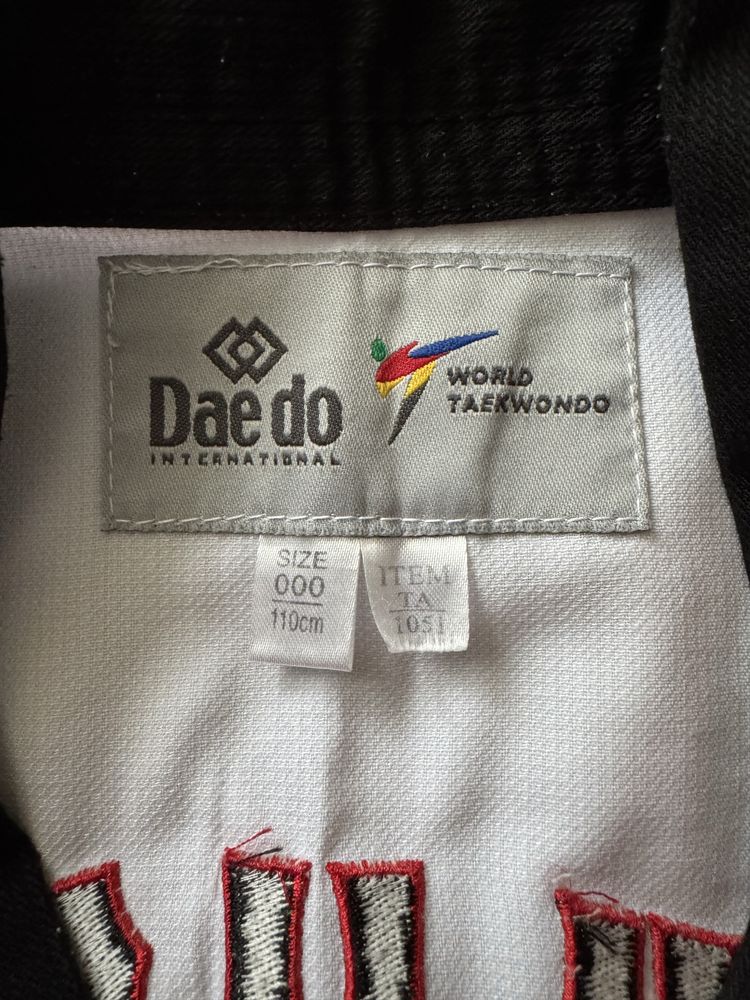 Dae do
INTERNATIONAL
WORLD
TAEKWONDO
SIZE
000
110cm
ITEM
TA
1051